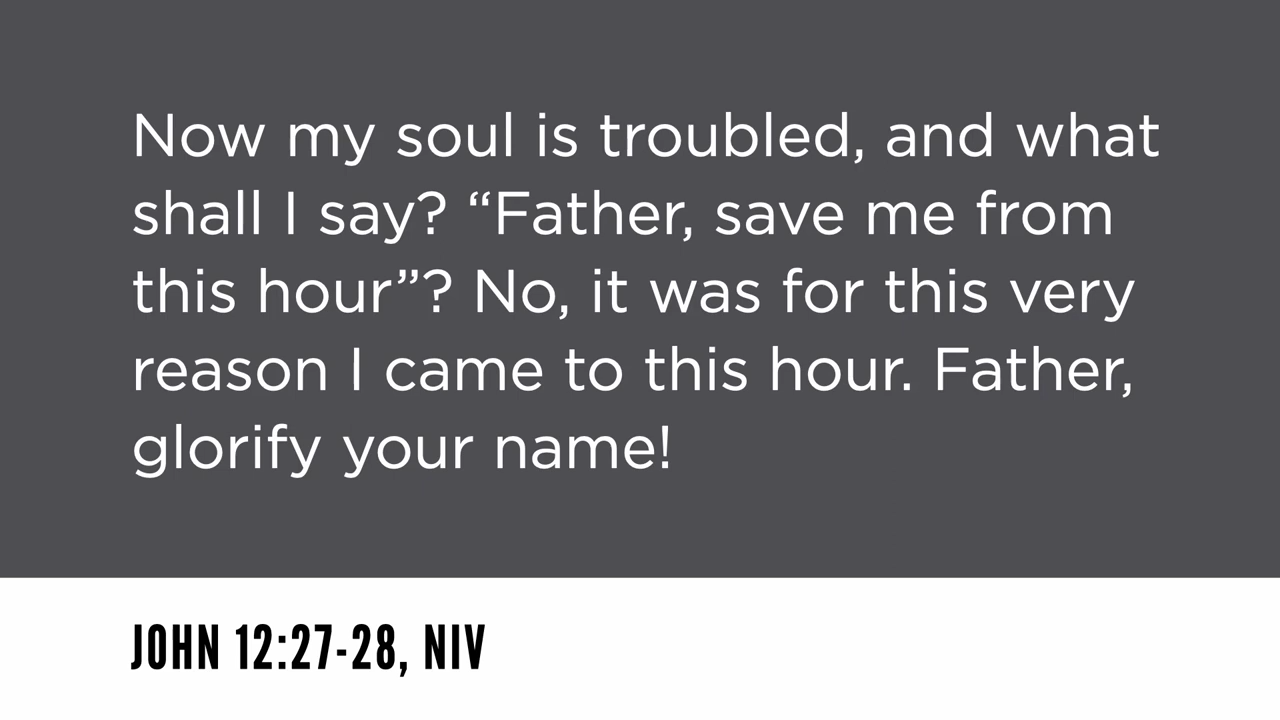 Now my soul is troubled, and what
shall I say? “Father, save me from
this hour”? No, it was for this very
reason I came to this hour. Father,
glorify your name!
JOHN 12:27-28, NIV